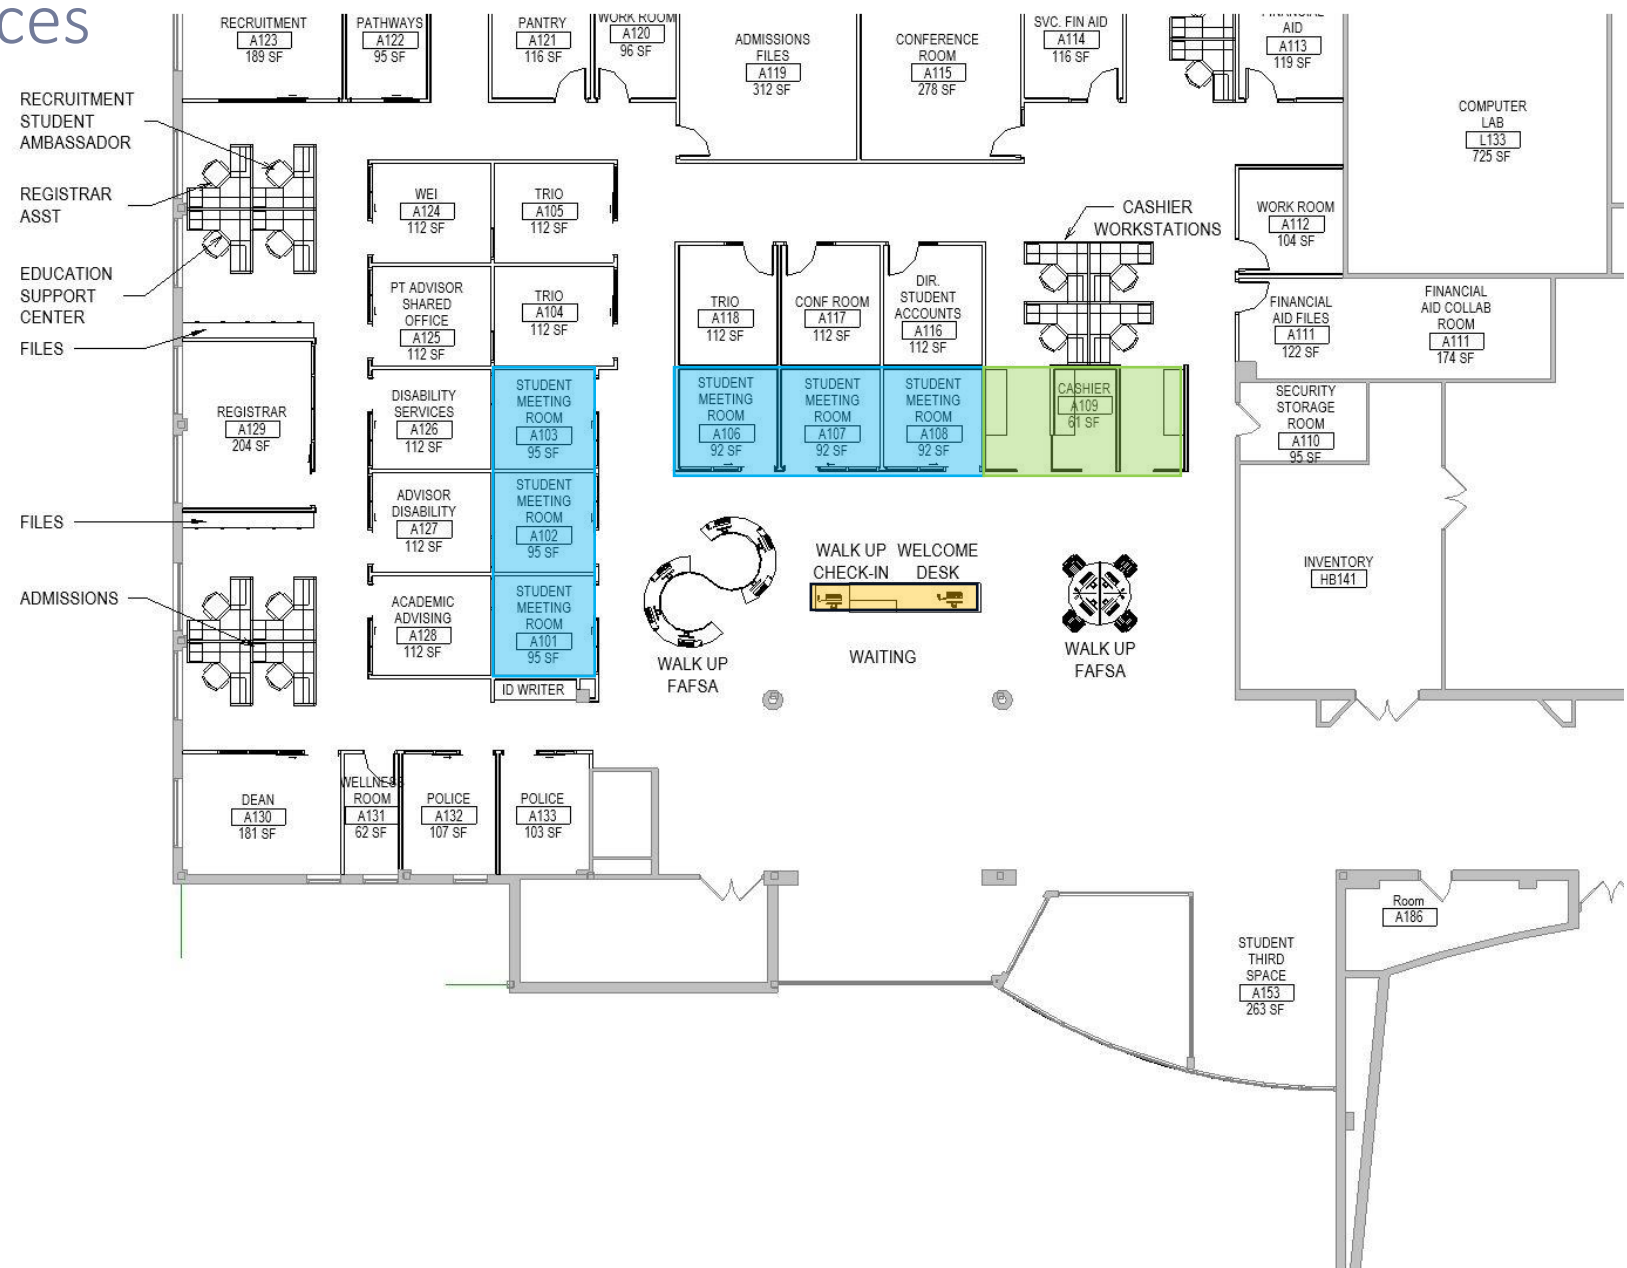 ces
RECRUITMENT
A123
189 SF
PATHWAYS
A122
95 SF
PANTRY
A121
116 SF
WORK ROOM
A120
96 SF
ADMISSIONS
FILES
A119
312 SF
CONFERENCE
ROOM
A115
278 SF
SVC. FIN AID
A114
116 SF
FINANCIAL
AID
A113
119 SF
COMPUTER
LAB
L133
725 SF
RECRUITMENT
STUDENT
AMBASSADOR
REGISTRAR
ASST
EDUCATION
SUPPORT
CENTER
FILES
WEI
A124
112 SF
TRIO
A105
112 SF
CASHIER
WORKSTATIONS
WORK ROOM
A112
104 SF
PT ADVISOR
SHARED
OFFICE
A125
112 SF
TRIO
A104
112 SF
TRIO
A118
112 SF
CONF ROOM
A117
112 SF
DIR.
STUDENT
ACCOUNTS
A116
112 SF
FINANCIAL
AID FILES
A111
122 SF
FINANCIAL
AID COLLAB
ROOM
A111
174 SF
REGISTRAR
A129
204 SF
DISABILITY
SERVICES
A126
112 SF
STUDENT
MEETING
ROOM
A103
95 SF
STUDENT
MEETING
ROOM
A106
92 SF
STUDENT
MEETING
ROOM
A107
92 SF
STUDENT
MEETING
ROOM
A108
92 SF
CASHIER
A109
61 SF
SECURITY
STORAGE
ROOM
A110
95 SF
FILES
ADVISOR
DISABILITY
A127
112 SF
STUDENT
MEETING
ROOM
A102
95 SF
ADMISSIONS
ACADEMIC
ADVISING
A128
112 SF
STUDENT
MEETING
ROOM
A101
95 SF
ID WRITER
WALK UP
FAFSA
WALK UP
CHECK-IN
WELCOME
DESK
WAITING
WALK UP
FAFSA
INVENTORY
HB141
DEAN
A130
181 SF
WELLNESS
ROOM
A131
62 SF
POLICE
A132
107 SF
POLICE
A133
103 SF
Room
A186
STUDENT
THIRD
SPACE
A153
263 SF